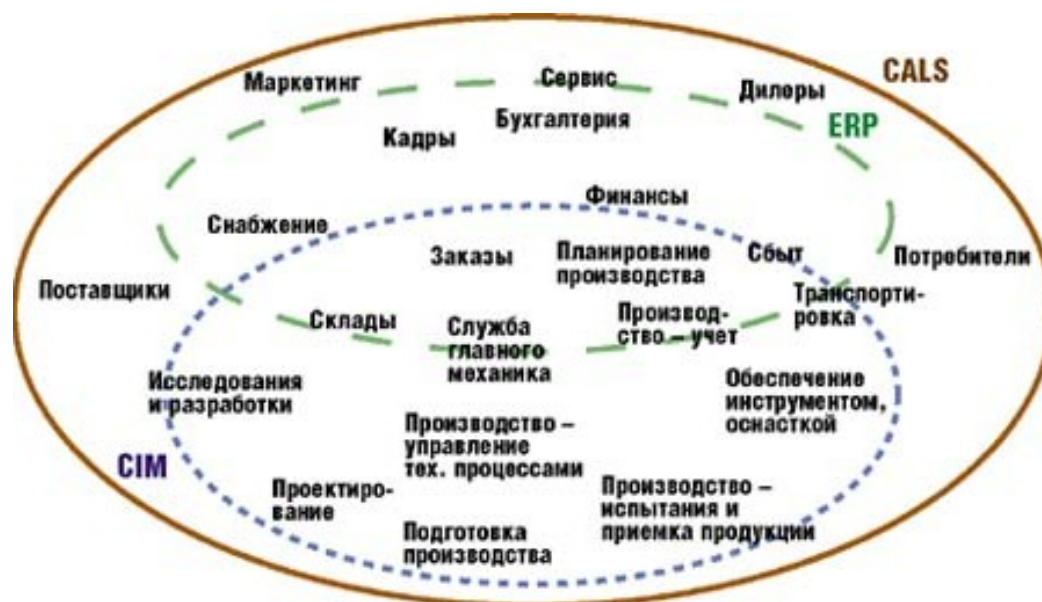 CALS
Маркетинг
Сервис
Дилеры
ERP
Кадры
Бухгалтерия
Финансы
Снабжение
Заказы
Планирование
производства
Сбыт
Потребители
Поставщики
Склады
Служба
главного
механика
Производ-
ство – учет
Транспорти-
ровка
Исследования
и разработки
Обеспечение
инструментом,
оснасткой
Производство –
управление
тех. процессами
CIM
Проектиро-
вание
Подготовка
производства
Производство –
испытания и
приемка продукции